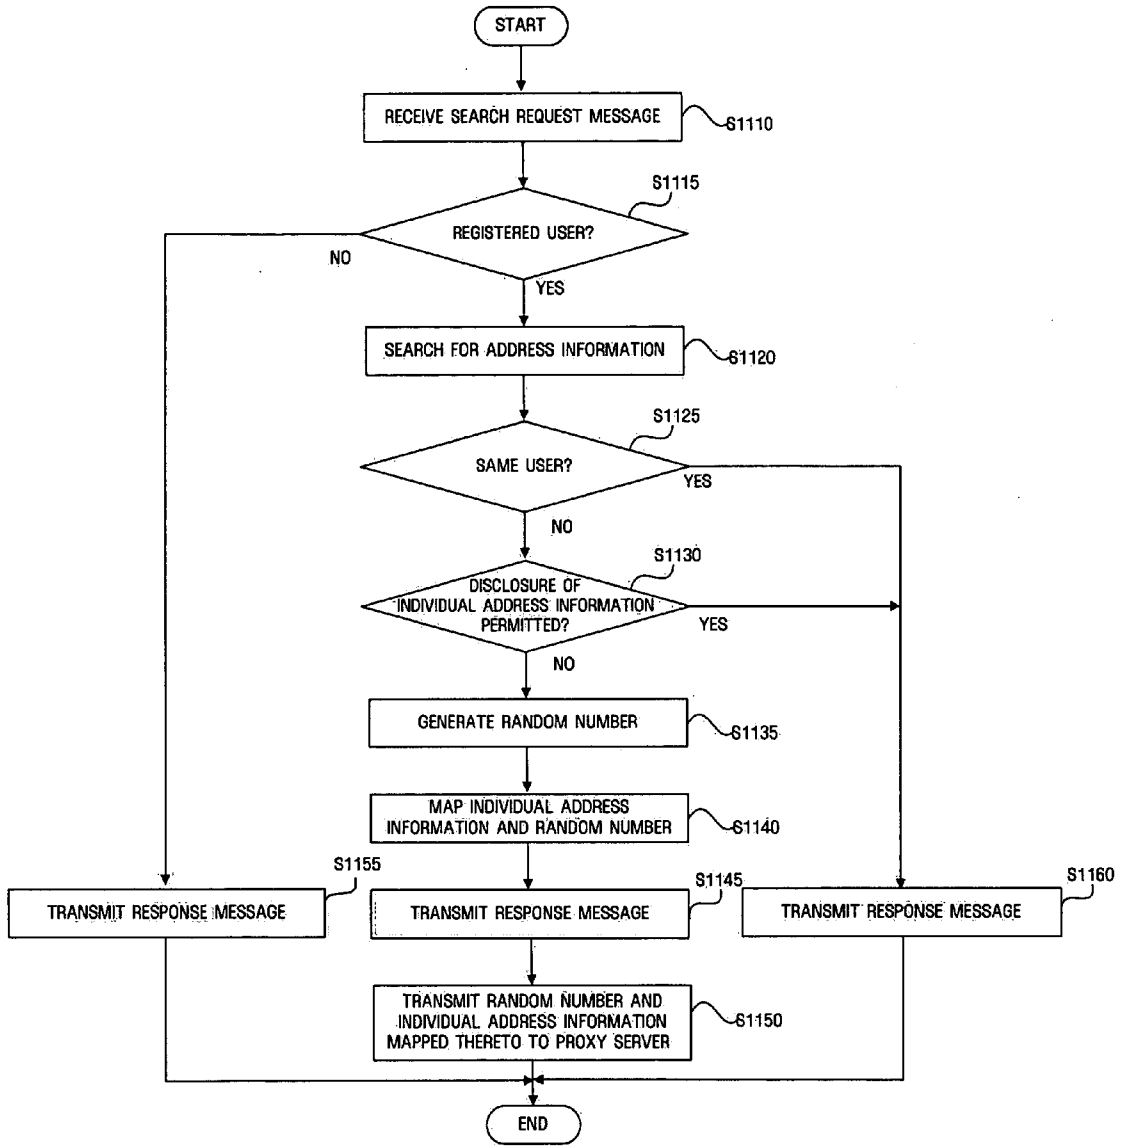 START
RECEIVE SEARCH REQUEST MESSAGE
S1110
S1115
REGISTERED USER?
NO
YES
SEARCH FOR ADDRESS INFORMATION
S1120
S1125
SAME USER?
YES
NO
S1130
DISCLOSURE OF
INDIVIDUAL ADDRESS INFORMATION
PERMITTED?
YES
NO
GENERATE RANDOM NUMBER
S1135
MAP INDIVIDUAL ADDRESS
INFORMATION AND RANDOM NUMBER
S1140
S1155
TRANSMIT RESPONSE MESSAGE
S1145
TRANSMIT RESPONSE MESSAGE
S1160
TRANSMIT RESPONSE MESSAGE
TRANSMIT RANDOM NUMBER AND
INDIVIDUAL ADDRESS INFORMATION
MAPPED THERETO TO PROXY SERVER
S1150
END